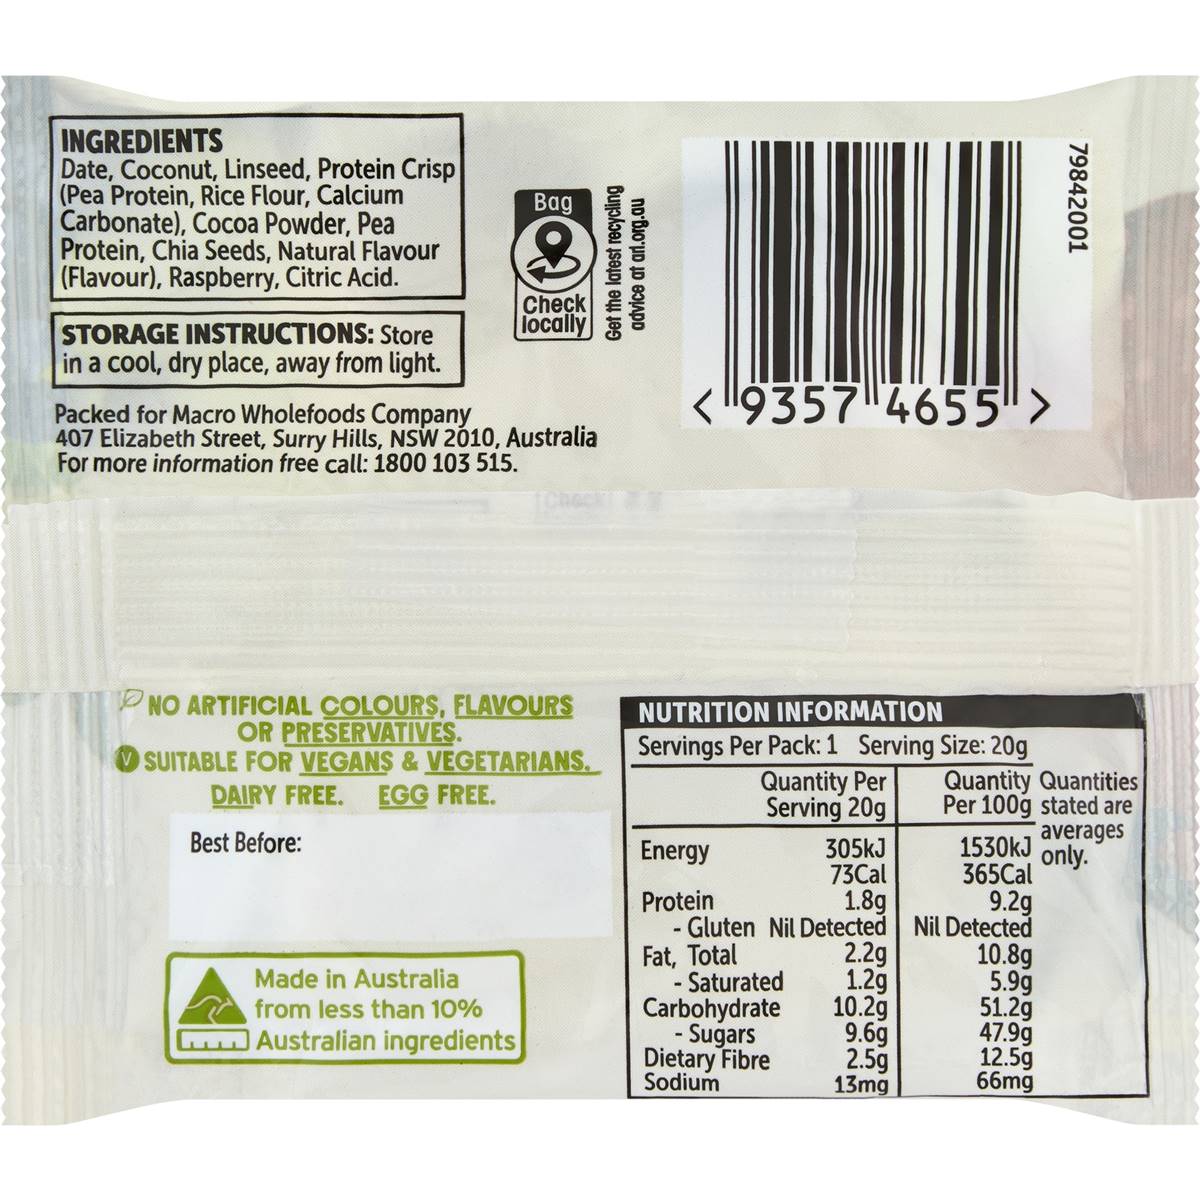 INGREDIENTS
Date, Coconut, Linseed, Protein Crisp
(Pea Protein, Rice Flour, Calcium
Carbonate), Cocoa Powder, Pea
Protein, Chia Seeds, Natural Flavour
(Flavour), Raspberry, Citric Acid.
STORAGE INSTRUCTIONS: Store
in a cool, dry place, away from light.
Packed for Macro Wholefoods Company
407 Elizabeth Street, Surry Hills, NSW 2010, Australia
For more information free call: 1800 103 515.
Bag
Check
locally
Get the latest recycling
advice at arl.org.au
79842001
< 9357 4655 >
Check
NO ARTIFICIAL COLOURS, FLAVOURS
OR PRESERVATIVES.
V SUITABLE FOR VEGANS & VEGETARIANS.
DAIRY FREE. EGG FREE.
Best Before:
Made in Australia
from less than 10%
Australian ingredients
NUTRITION INFORMATION
Servings Per Pack: 1 Serving Size: 20g
Quantity Per Quantity Quantities
Serving 20g Per 100g stated are
averages
only.
Energy 305kJ 1530kJ
73Cal 365Cal
Protein 1.8g 9.2g
- Gluten Nil Detected Nil Detected
Fat, Total 2.2g 10.8g
- Saturated 1.2g 5.9g
Carbohydrate 10.2g 51.2g
- Sugars 9.6g 47.9g
Dietary Fibre 2.5g 12.5g
Sodium 13mg 66mg